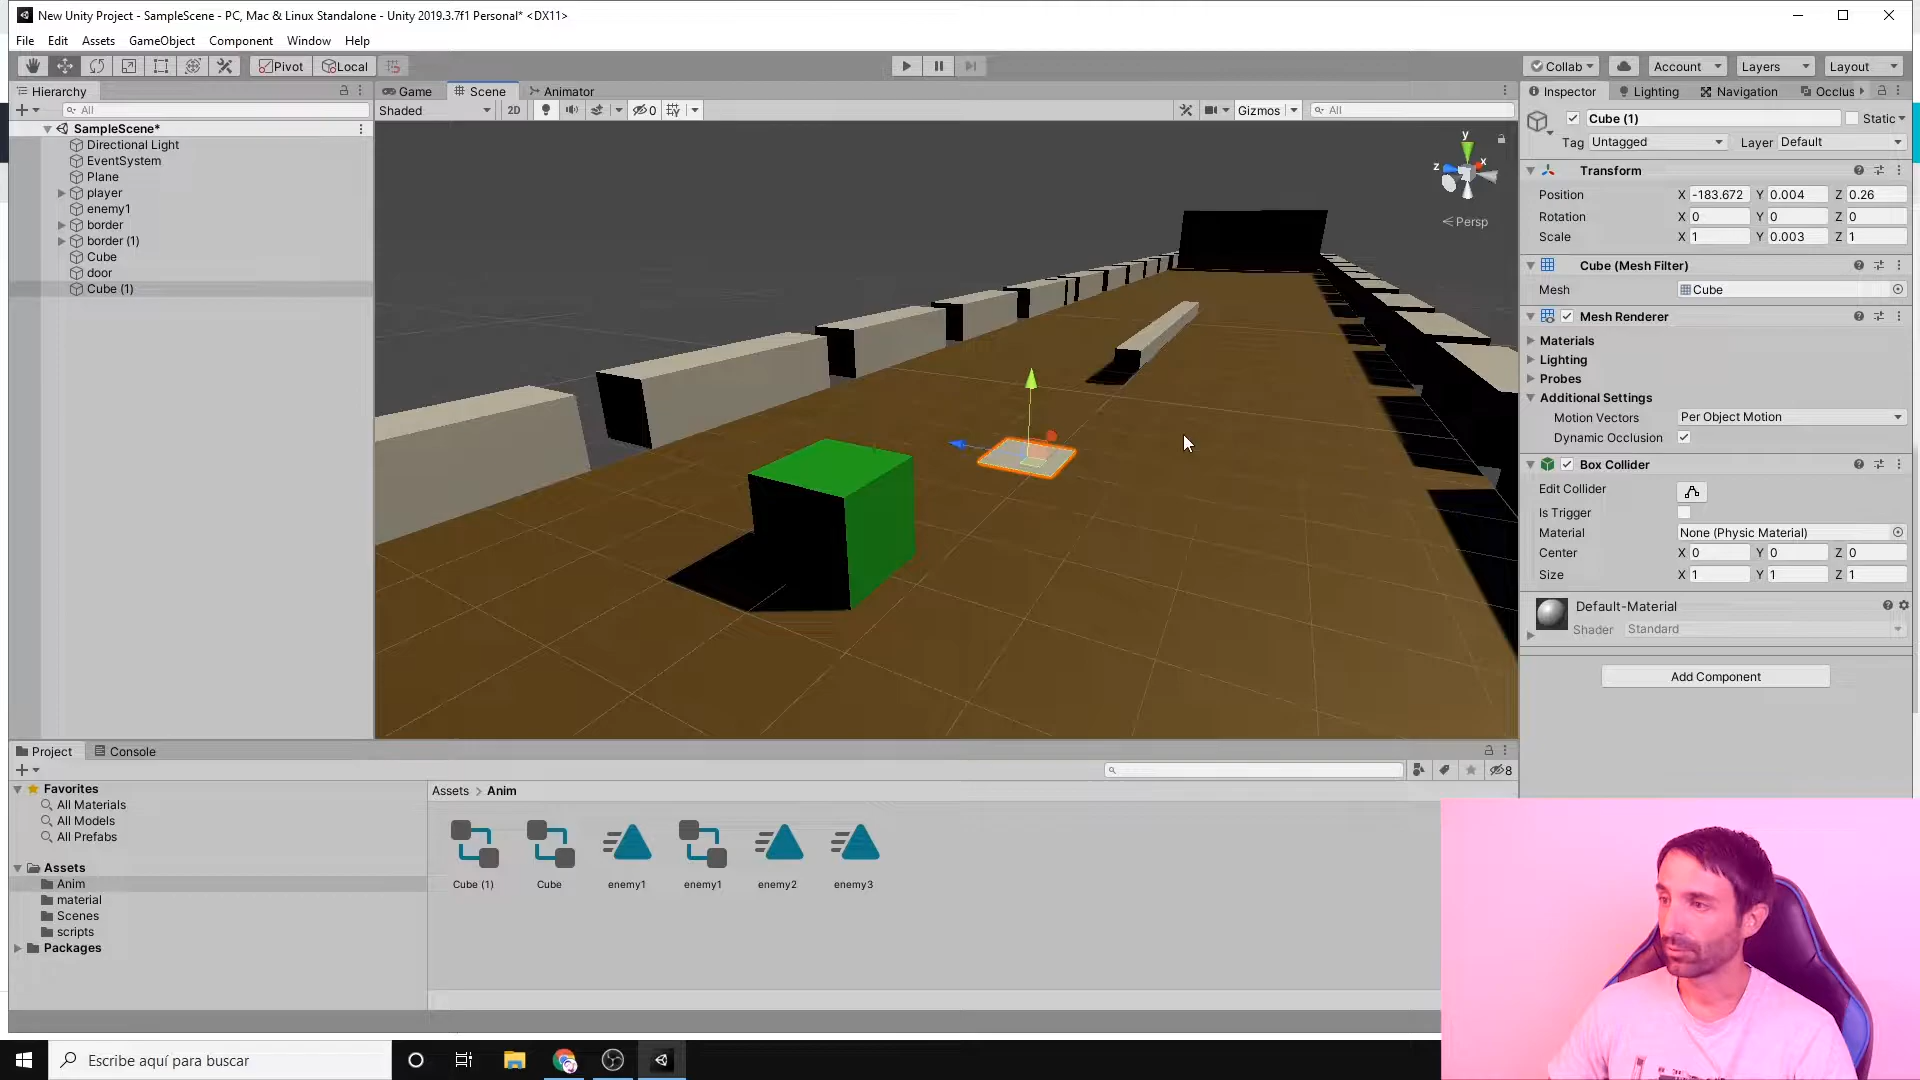 New Unity Project - SampleScene - PC, Mac & Linux Standalone - Unity 2019.3.7f1 Personal* <DX11>
File Edit Assets GameObject Component Window Help
Pivot Local Collab Account Layers Layout
Hierarchy
All
SampleScene*
Directional Light
EventSystem
Plane
player
enemy1
border
border (1)
Cube
door
Cube (1)
Game Scene Animator
Shaded 2D 0 Gizmos All
y
x
z
Persp
Inspector Lighting Navigation Occlus
Cube (1) Static
Tag Untagged Layer Default
Transform
Position X -183.672 Y 0.004 Z 0.26
Rotation X 0 Y 0 Z 0
Scale X 1 Y 0.003 Z 1
Cube (Mesh Filter)
Mesh Cube
Mesh Renderer
Materials
Lighting
Probes
Additional Settings
Motion Vectors Per Object Motion
Dynamic Occlusion
Box Collider
Edit Collider
Is Trigger
Material None (Physic Material)
Center X 0 Y 0 Z 0
Size X 1 Y 1 Z 1
Default-Material
Shader Standard
Add Component
Project Console
8
Favorites
All Materials
All Models
All Prefabs
Assets
Anim
material
Scenes
scripts
Packages
Assets > Anim
Cube (1) Cube enemy1 enemy1 enemy2 enemy3
Escribe aquí para buscar